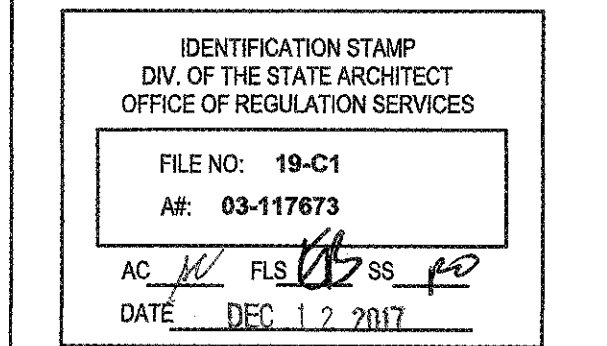 IDENTIFICATION STAMP
DIV. OF THE STATE ARCHITECT
OFFICE OF REGULATION SERVICES
FILE NO: 19-C1
A#: 03-117673
AC FLS SS
DATE DEC 12 2017